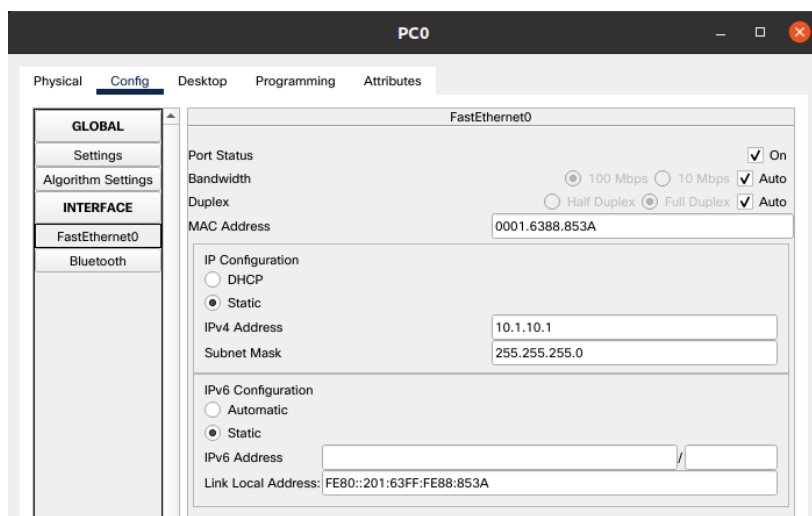 PC0
Physical Config Desktop Programming Attributes
GLOBAL
Settings
Algorithm Settings
INTERFACE
FastEthernet0
Bluetooth
FastEthernet0
Port Status On
Bandwidth 100 Mbps 10 Mbps Auto
Duplex Half Duplex Full Duplex Auto
MAC Address 0001.6388.853A
IP Configuration
DHCP
Static
IPv4 Address 10.1.10.1
Subnet Mask 255.255.255.0
IPv6 Configuration
Automatic
Static
IPv6 Address /
Link Local Address: FE80::201:63FF:FE88:853A